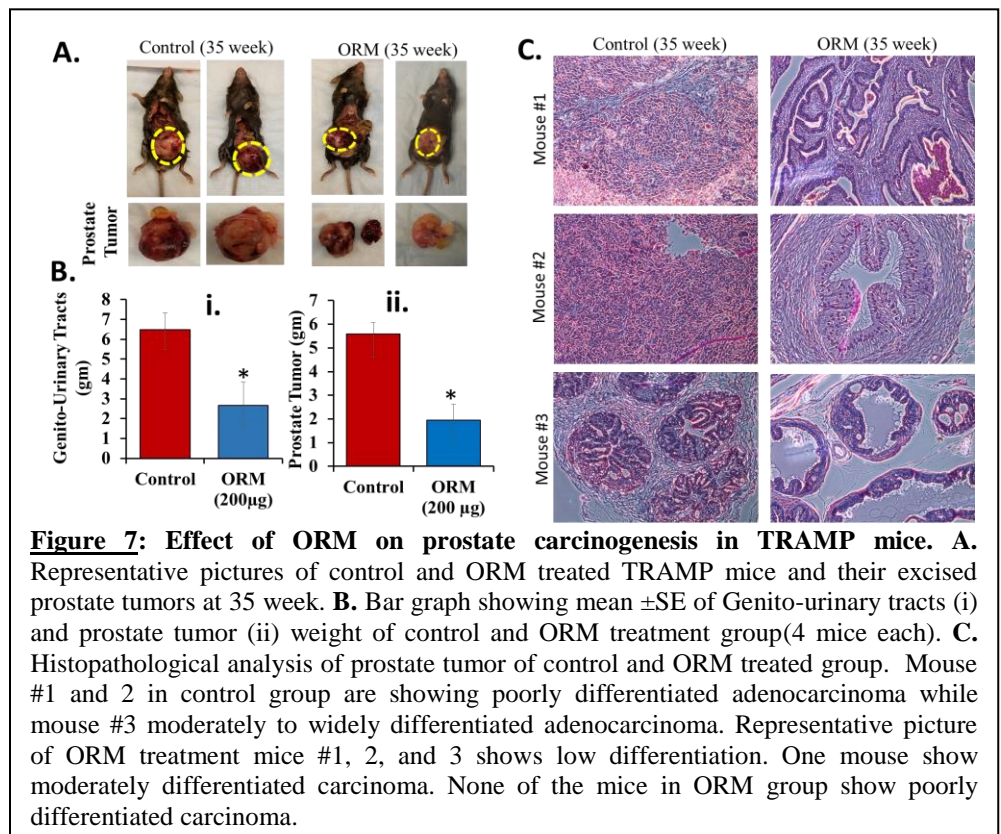 A.
Control (35 week)
ORM (35 week)
Prostate
Tumor
B.
i.
Genito-Urinary Tracts
(gm)
8
7
6
5
4
3
2
1
0
*
Control
ORM
(200µg)
ii.
Prostate Tumor (gm)
7
6
5
4
3
2
1
0
*
Control
ORM
(200 µg)
C.
Control (35 week)
ORM (35 week)
Mouse #1
Mouse #2
Mouse #3
Figure 7: Effect of ORM on prostate carcinogenesis in TRAMP mice. A.
Representative pictures of control and ORM treated TRAMP mice and their excised
prostate tumors at 35 week. B. Bar graph showing mean ±SE of Genito-urinary tracts (i)
and prostate tumor (ii) weight of control and ORM treatment group(4 mice each). C.
Histopathological analysis of prostate tumor of control and ORM treated group. Mouse
#1 and 2 in control group are showing poorly differentiated adenocarcinoma while
mouse #3 moderately to widely differentiated adenocarcinoma. Representative picture
of ORM treatment mice #1, 2, and 3 shows low differentiation. One mouse show
moderately differentiated carcinoma. None of the mice in ORM group show poorly
differentiated carcinoma.